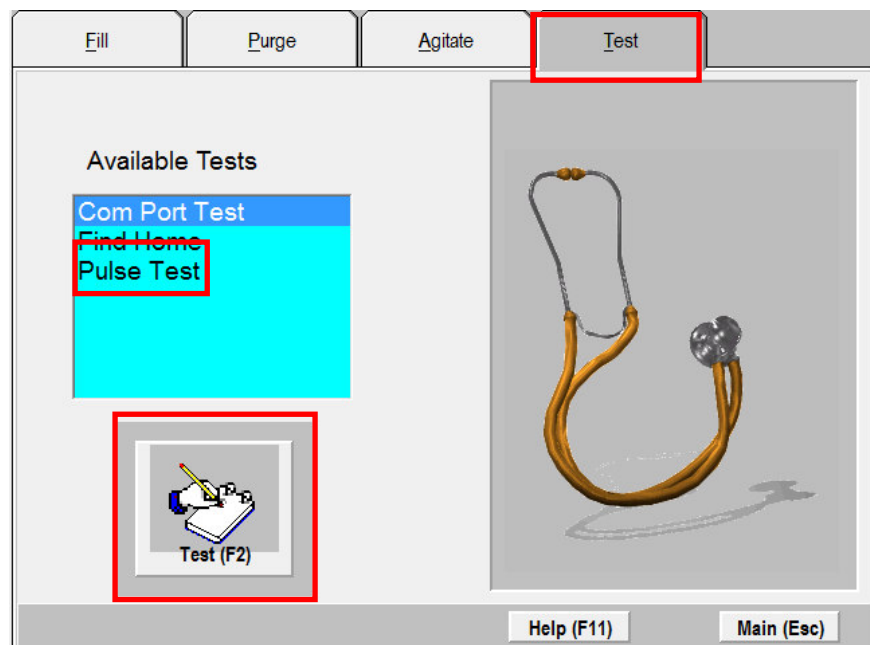 Fill Purge Agitate Test
Available Tests
Com Port Test
Find Home
Pulse Test
Test (F2)
Help (F11) Main (Esc)